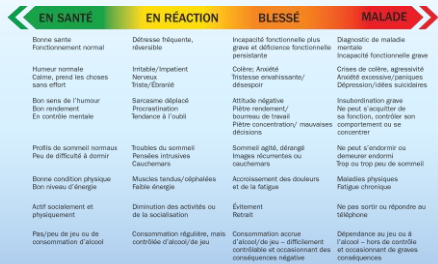 EN SANTÉ
EN RÉACTION
BLESSÉ
MALADE
Bonne santé
Fonctionnement normal
Détresse fréquente,
réversible
Incapacité fonctionnelle plus
grave et déficience fonctionnelle
persistante
Diagnostic de maladie
mentale
Incapacité fonctionnelle grave
Humeur normale
Calme, prend les choses
sans effort
Irritable/Impatient
Nerveux
Triste/Ébranlé
Colère; Anxiété
Tristesse envahissante/
désespoir
Crises de colère, agressivité
Anxiété excessive/paniques
Dépression/idées suicidaires
Bon sens de l'humour
Bon rendement
En contrôle mentale
Sarcasme déplacé
Procrastination
Tendance à l'oubli
Attitude négative
Piètre rendement/
bourreau de travail
Piètre concentration/ mauvaises
décisions
Insubordination grave
Ne peut s'acquitter de
sa fonction, contrôler son
comportement ou se
concentrer
Profils de sommeil normaux
Peu de difficulté à dormir
Troubles du sommeil
Pensées intrusives
Cauchemars
Sommeil agité, dérangé
Images récurrentes ou
cauchemars
Ne peut s'endormir ou
demeurer endormi
Trop ou trop peu de sommeil
Bonne condition physique
Bon niveau d'énergie
Muscles tendus/céphalées
Faible énergie
Accroissement des douleurs
et de la fatigue
Maladies physiques
Fatigue chronique
Actif socialement et
physiquement
Diminution des activités ou
de la socialisation
Évitement
Retrait
Ne pas sortir ou répondre au
téléphone
Pas/peu de jeu ou de
consommation d'alcool
Consommation régulière, mais
contrôlée d'alcool/de jeu
Consommation accrue
d'alcool/de jeu – difficilement
contrôlable et occasionnant des
conséquences négative
Dépendance au jeu ou à
l'alcool – hors de contrôle
et occasionnant de graves
conséquences